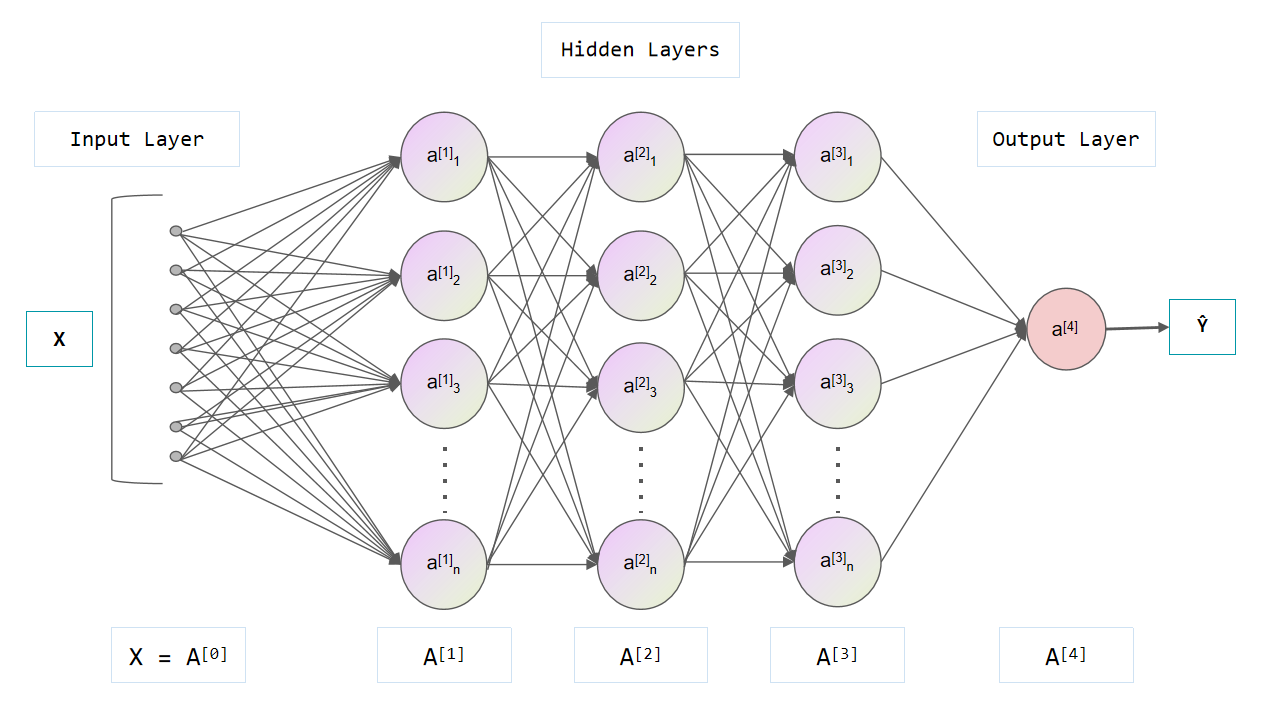 Hidden Layers
Input Layer
Output Layer
X
a[1]1
a[2]1
a[3]1
a[1]2
a[2]2
a[3]2
a[1]3
a[2]3
a[3]3
a[1]n
a[2]n
a[3]n
a[4]
Ŷ
X = A[0]
A[1]
A[2]
A[3]
A[4]